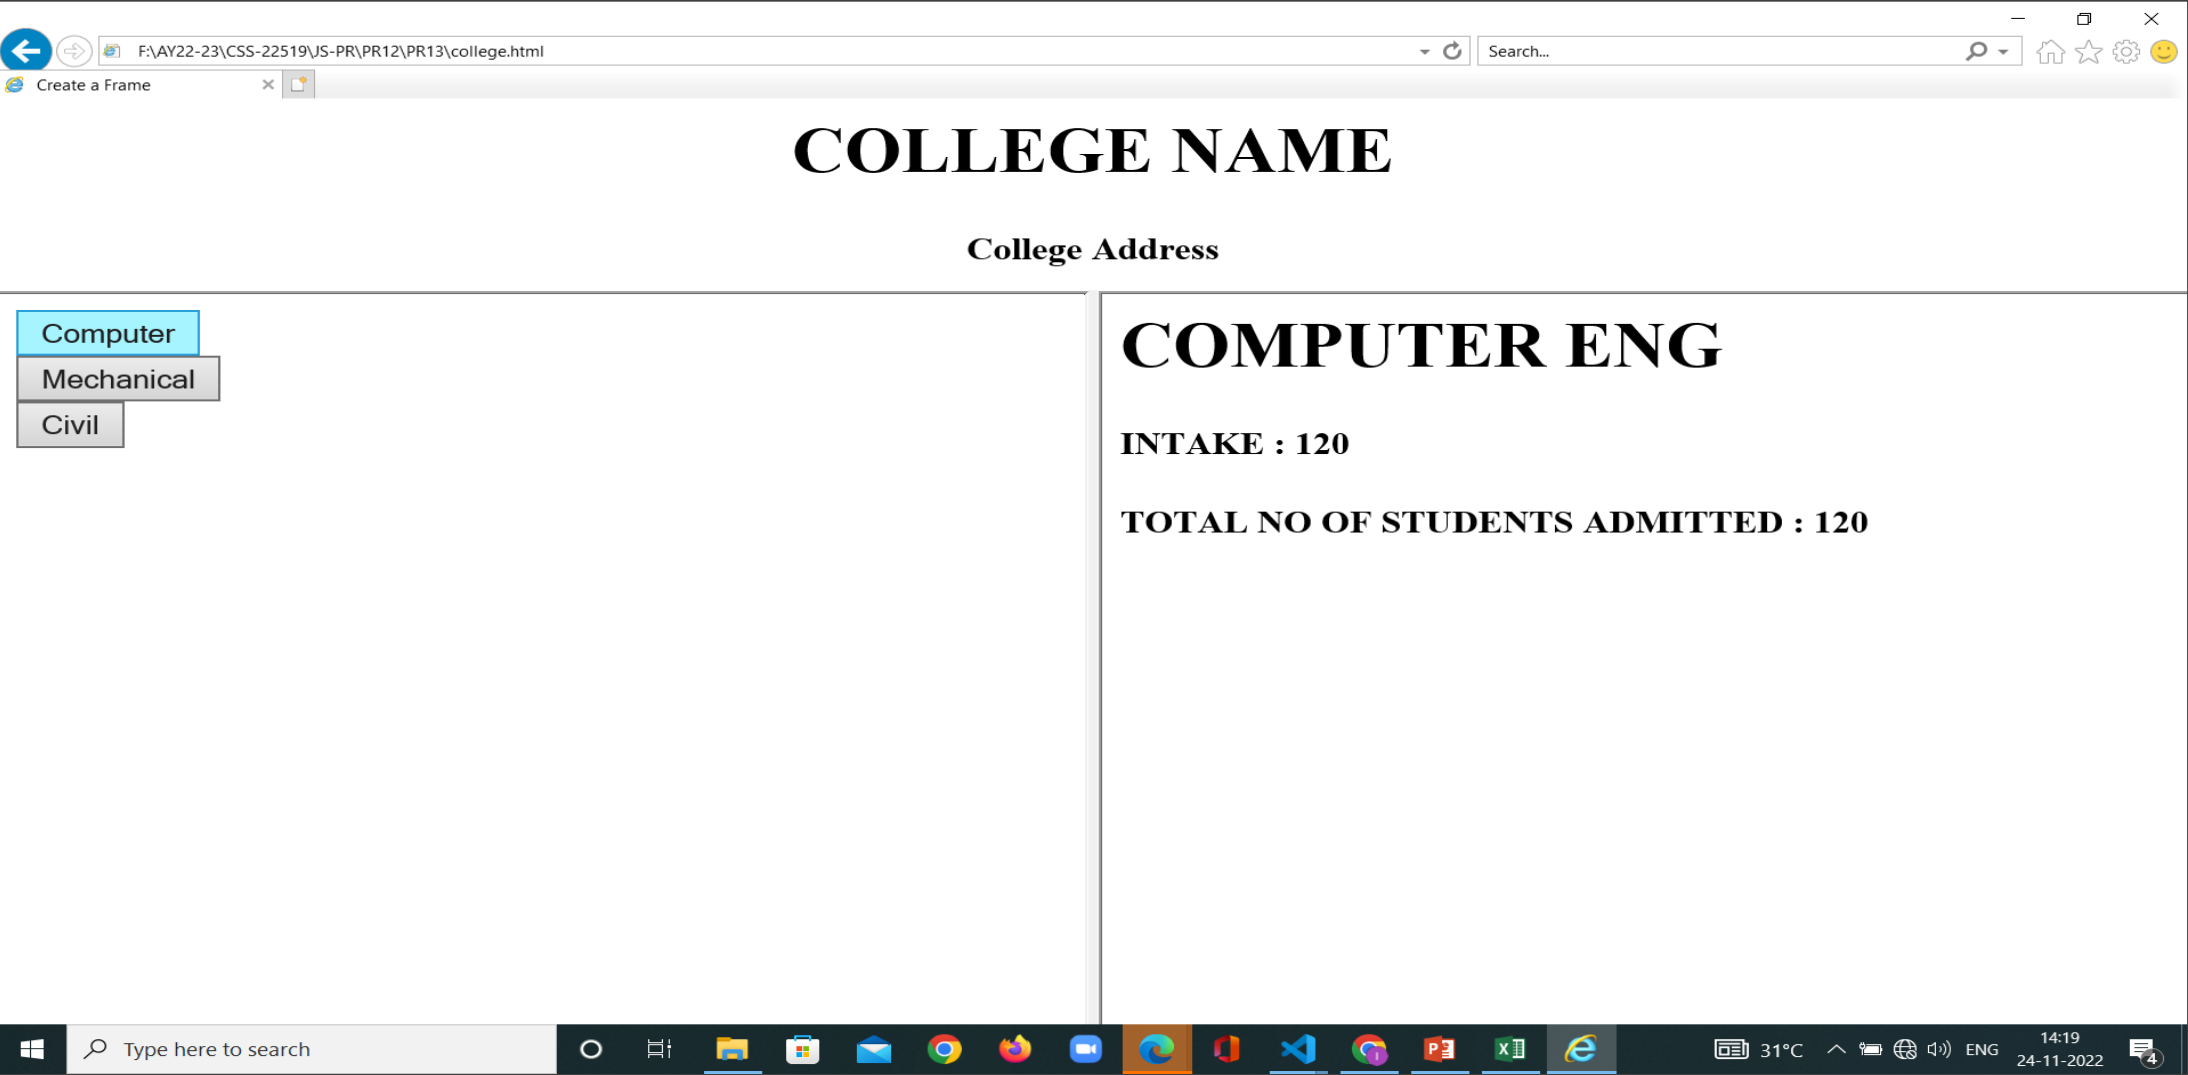 F:\AY22-23\CSS-22519\JS-PR\PR12\PR13\college.html
Search...
Create a Frame
COLLEGE NAME
College Address
Computer
Mechanical
Civil
COMPUTER ENG
INTAKE : 120
TOTAL NO OF STUDENTS ADMITTED : 120
Type here to search
31°C
ENG
14:19
24-11-2022
4